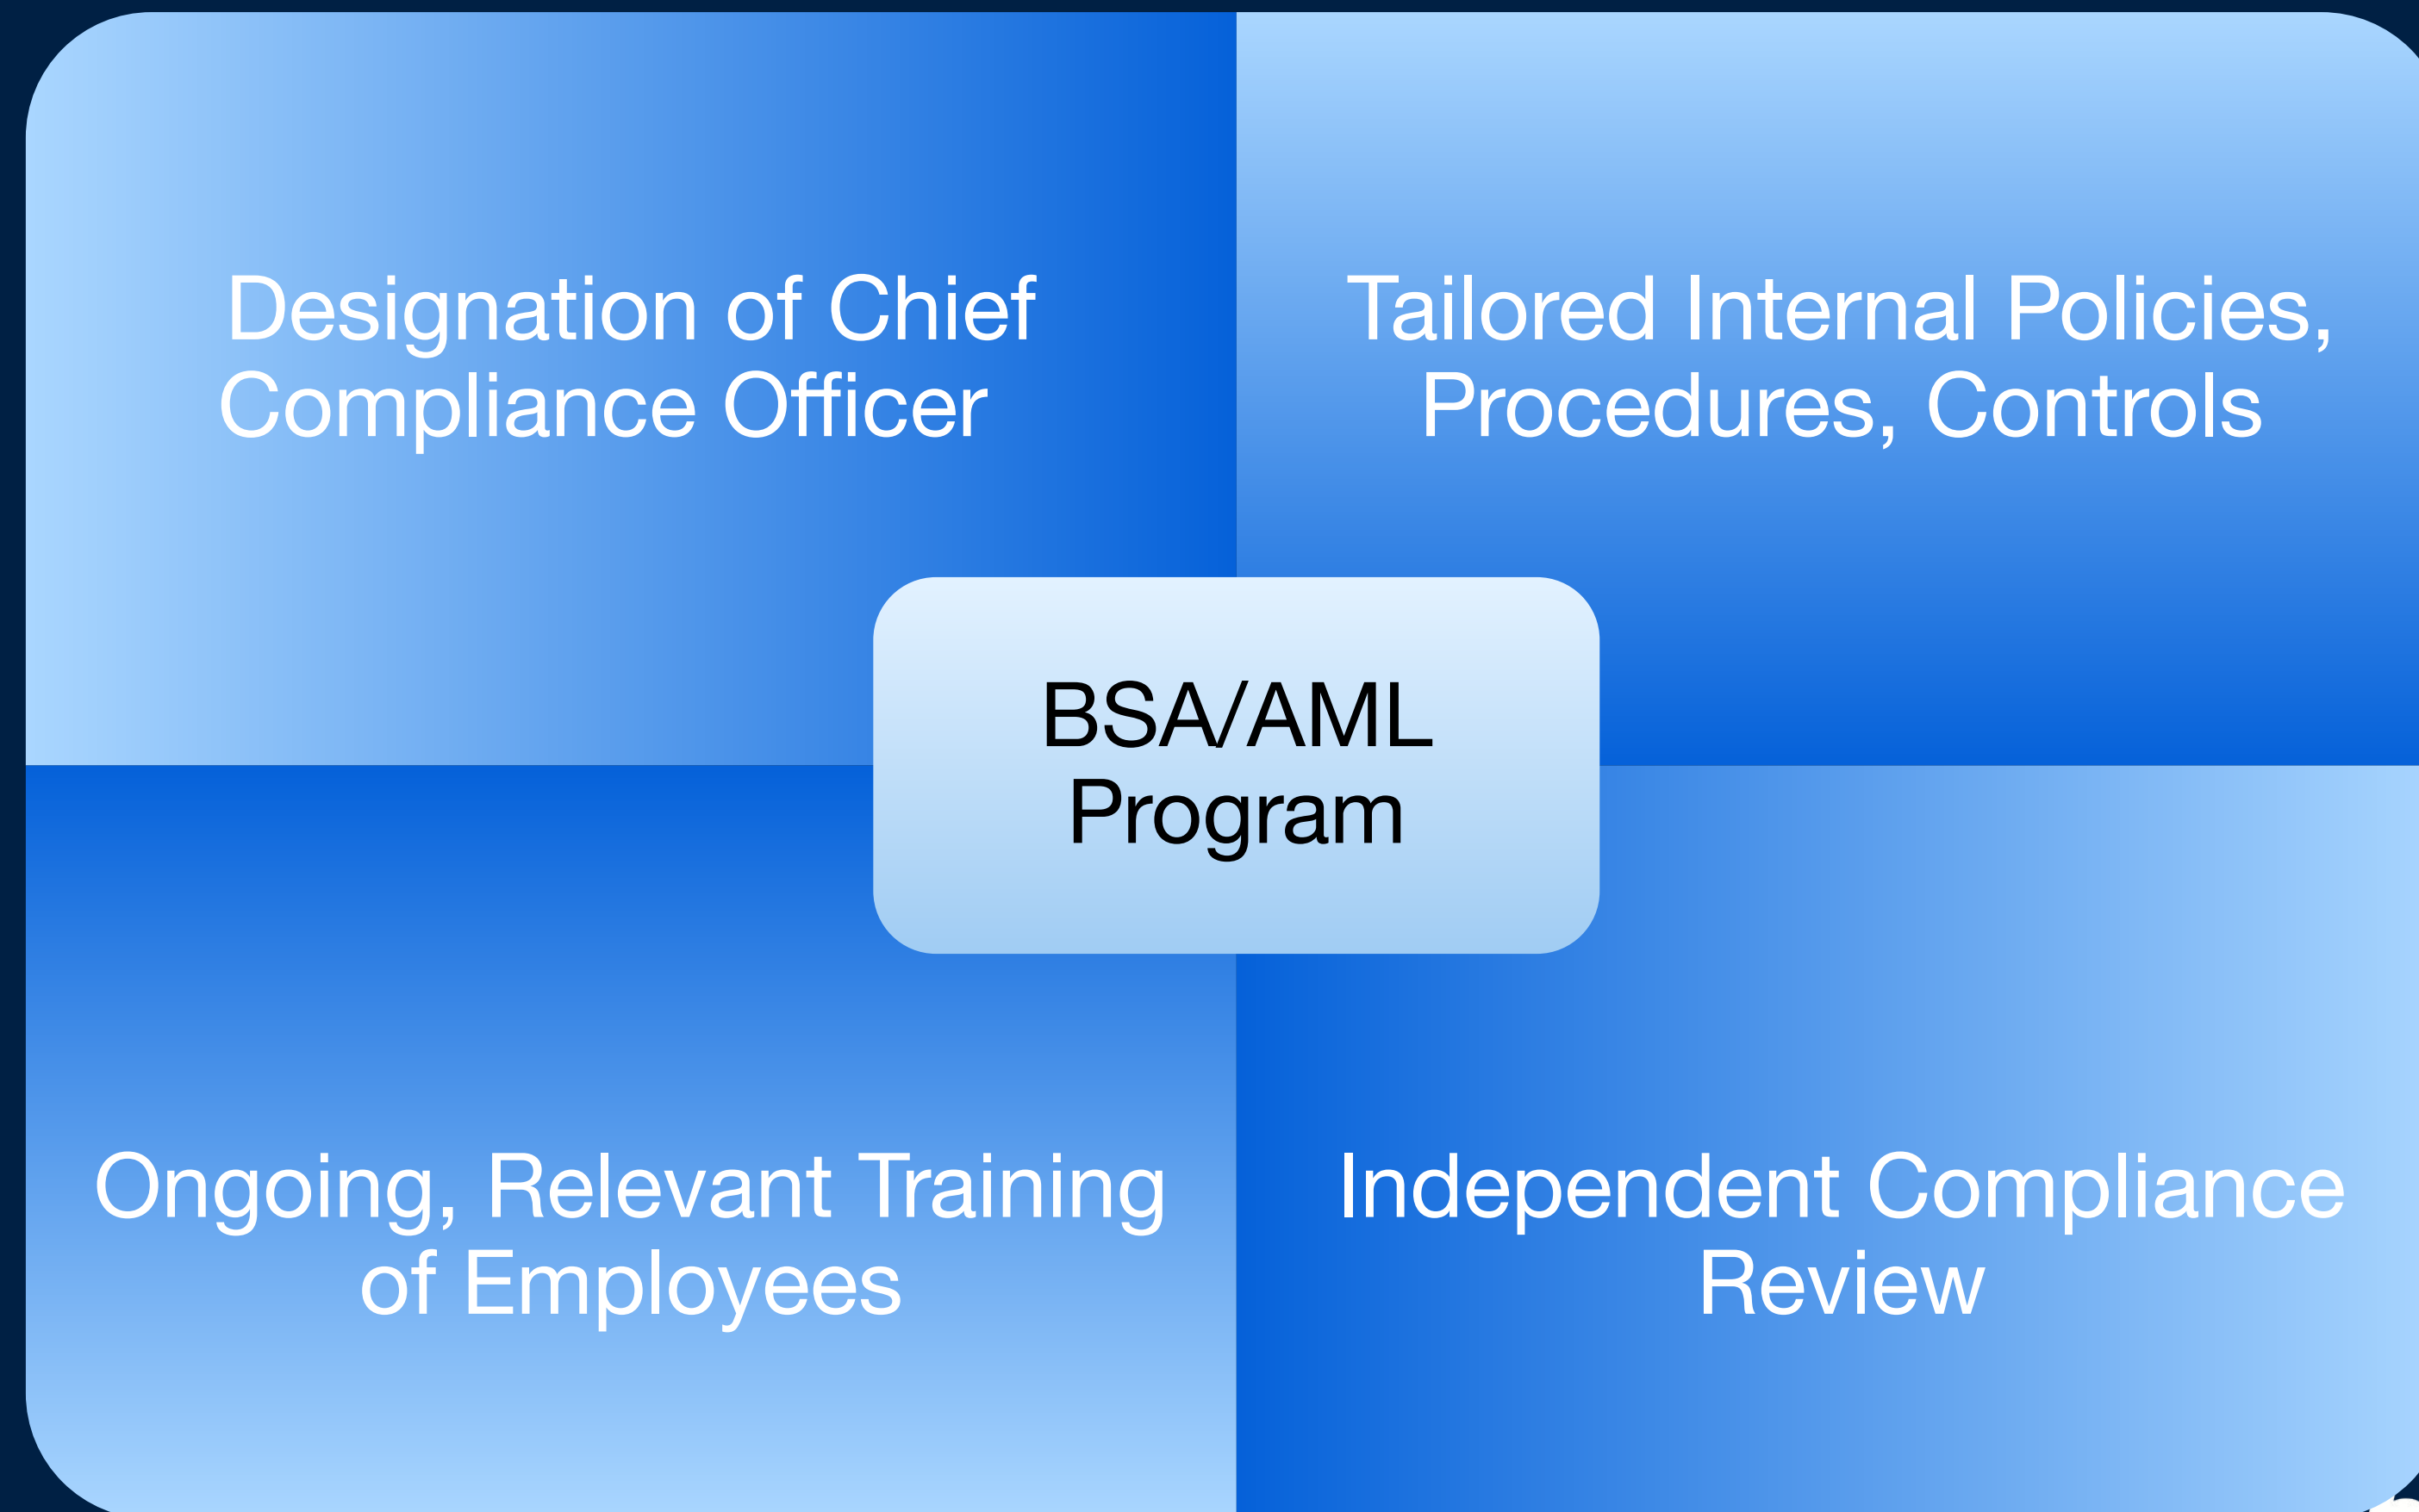 Designation of Chief
Compliance Officer
Tailored Internal Policies,
Procedures, Controls
BSA/AML
Program
Ongoing, Relevant Training
of Employees
Independent Compliance
Review